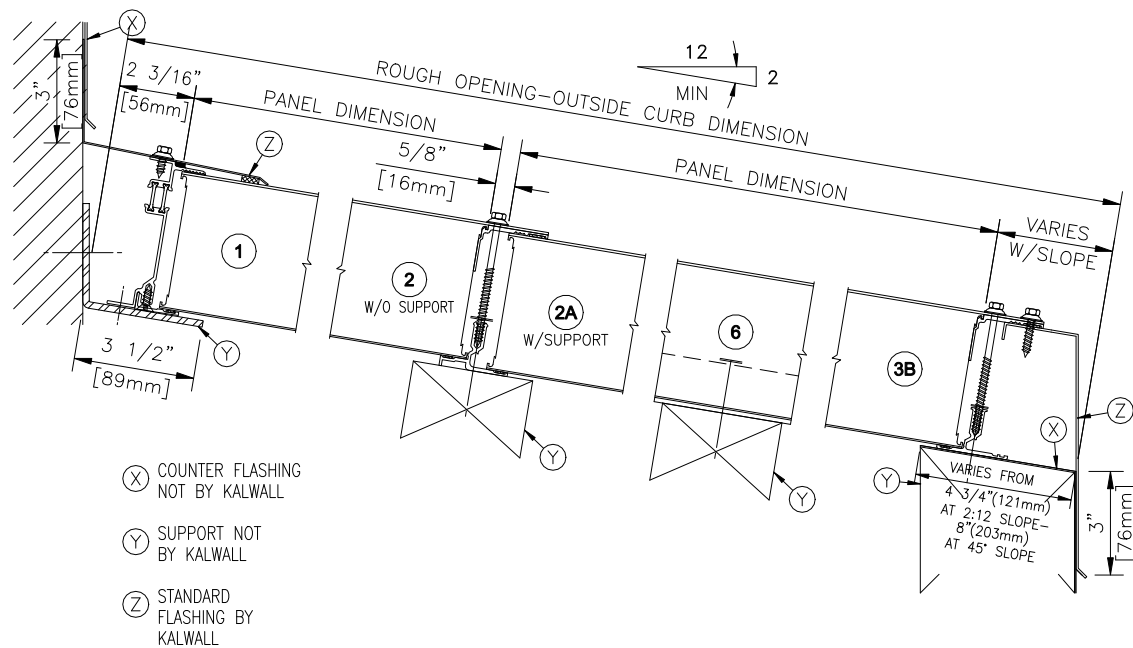 X
12
2
MIN
ROUGH OPENING–OUTSIDE CURB DIMENSION
3"
[76mm]
2 3/16"
[56mm]
PANEL DIMENSION
Z
5/8"
[16mm]
PANEL DIMENSION
VARIES
W/SLOPE
1
2
W/O SUPPORT
2A
W/SUPPORT
6
3B
3 1/2"
[89mm]
Y
Y
Y
Y
Z
X
VARIES FROM
4 3/4"(121mm)
AT 2:12 SLOPE–
8"(203mm)
AT 45° SLOPE
3"
[76mm]
X COUNTER FLASHING
NOT BY KALWALL
Y SUPPORT NOT
BY KALWALL
Z STANDARD
FLASHING BY
KALWALL